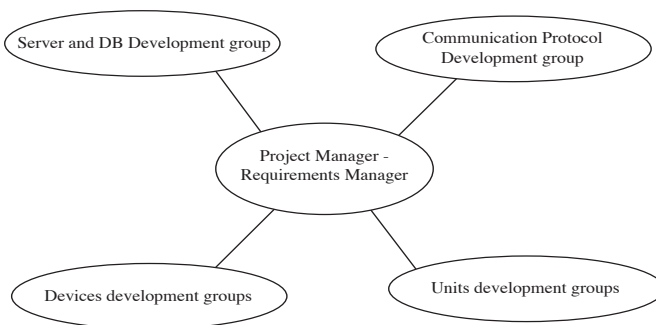 Server and DB Development group
Communication Protocol
Development group
Project Manager -
Requirements Manager
Devices development groups
Units development groups